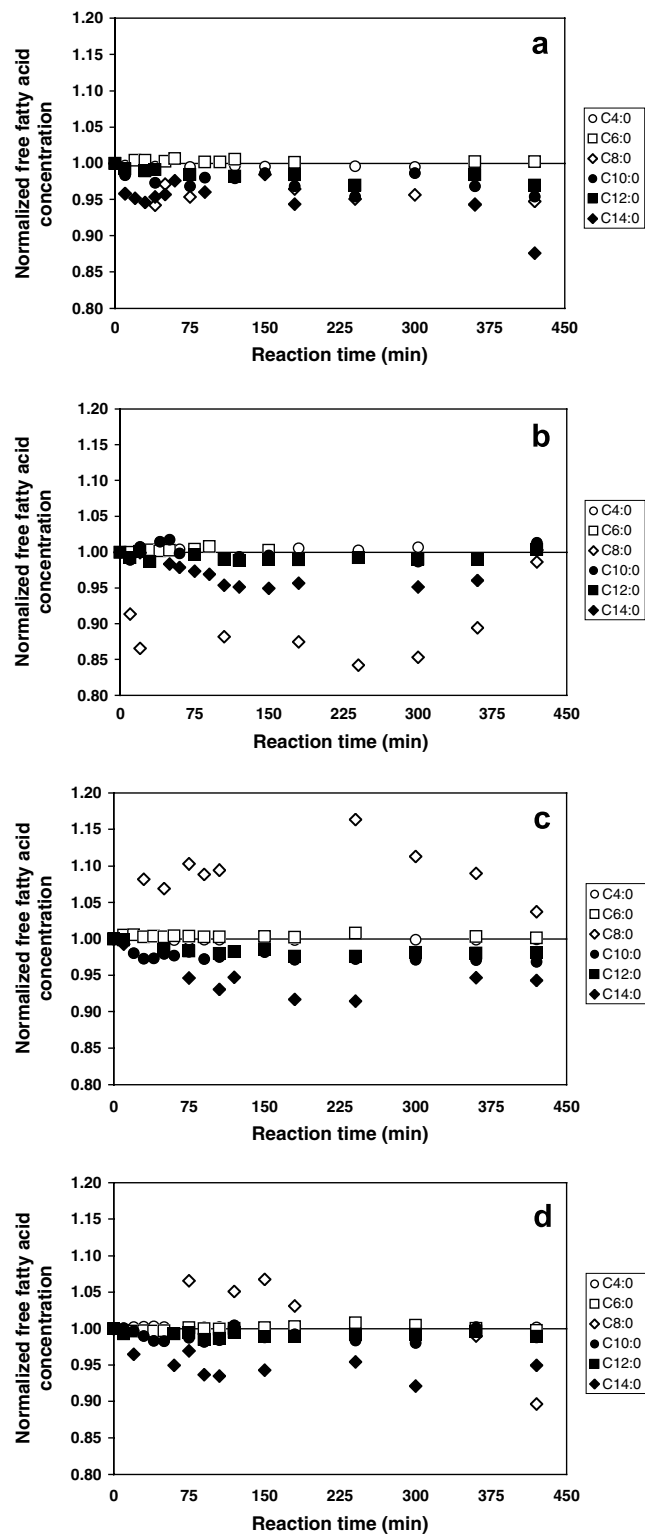 1.20
a
1.15
1.10
1.05
1.00
0.95
0.90
0.85
0.80
Normalized free fatty acid
concentration
C4:0
C6:0
C8:0
C10:0
C12:0
C14:0
0 75 150 225 300 375 450
Reaction time (min)
1.20
b
1.15
1.10
1.05
1.00
0.95
0.90
0.85
0.80
Normalized free fatty acid
concentration
C4:0
C6:0
C8:0
C10:0
C12:0
C14:0
0 75 150 225 300 375 450
Reaction time (min)
1.20
c
1.15
1.10
1.05
1.00
0.95
0.90
0.85
0.80
Normalized free fatty acid
concentration
C4:0
C6:0
C8:0
C10:0
C12:0
C14:0
0 75 150 225 300 375 450
Reaction time (min)
1.20
d
1.15
1.10
1.05
1.00
0.95
0.90
0.85
0.80
Normalized free fatty acid
concentration
C4:0
C6:0
C8:0
C10:0
C12:0
C14:0
0 75 150 225 300 375 450
Reaction time (min)